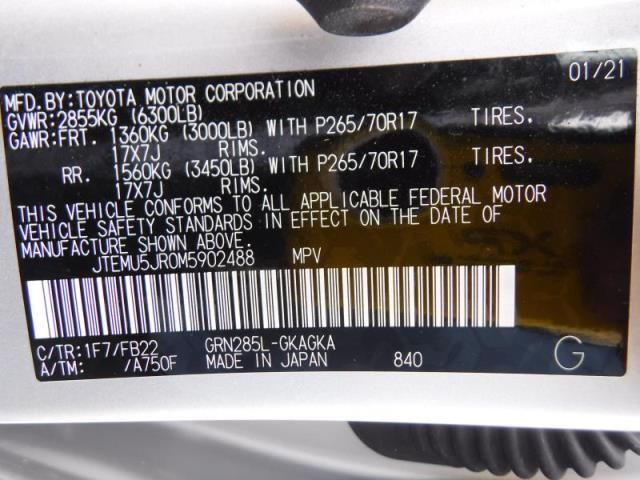 MFD.BY:TOYOTA MOTOR CORPORATION 01/21
GVWR:2855KG (6300LB)
GAWR:FRT. 1360KG (3000LB) WITH P265/70R17 TIRES.
17X7J RIMS.
RR. 1560KG (3450LB) WITH P265/70R17 TIRES.
17X7J RIMS.
THIS VEHICLE CONFORMS TO ALL APPLICABLE FEDERAL MOTOR
VEHICLE SAFETY STANDARDS IN EFFECT ON THE DATE OF
MANUFACTURE SHOWN ABOVE.
JTEMU5JR0M5902488 MPV
C/TR:1F7/FB22 GRN285L-GKAGKA
A/TM: /A750F MADE IN JAPAN 840 G